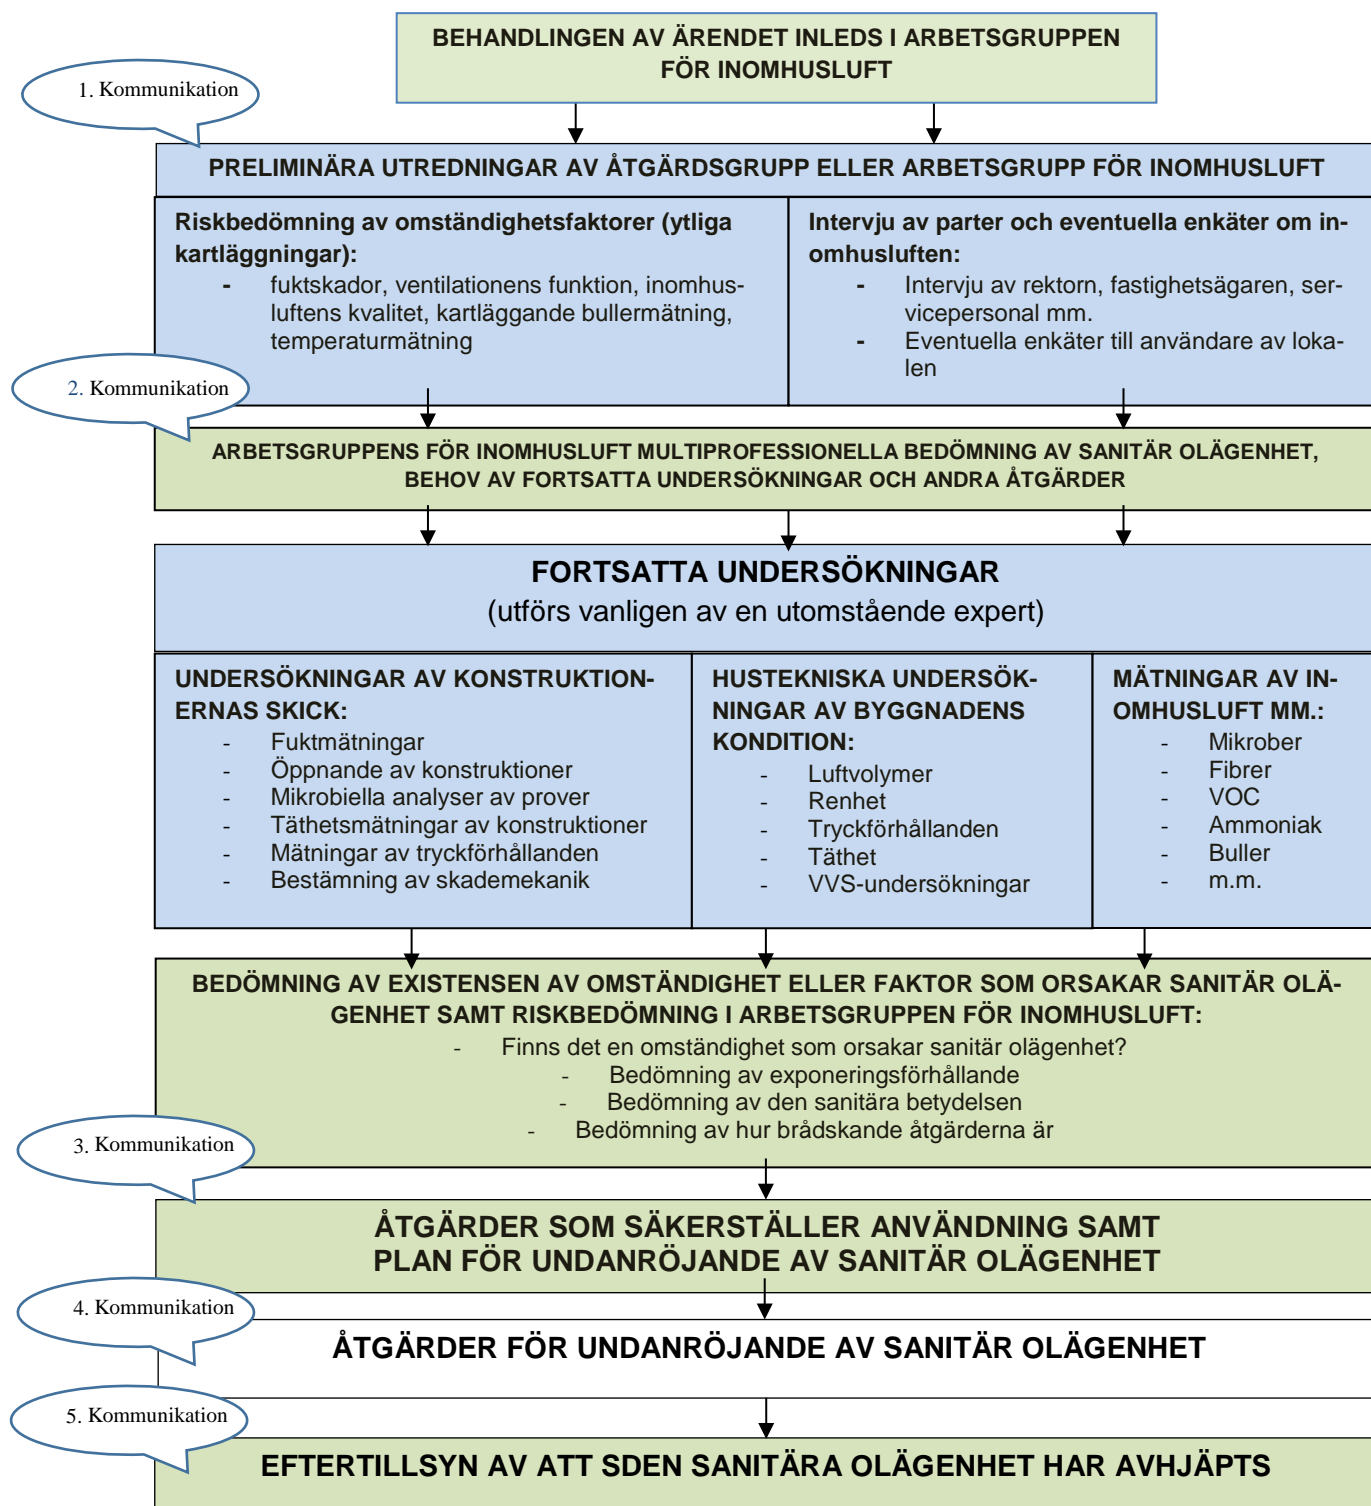 BEHANDLINGEN AV ÄRENDET INLEDS I ARBETSGRUPPEN
FÖR INOMHUSLUFT
1. Kommunikation
PRELIMINÄRA UTREDNINGAR AV ÅTGÄRDSGRUPP ELLER ARBETSGRUPP FÖR INOMHUSLUFT
Riskbedömning av omständighetsfaktorer (ytliga
kartläggningar):
- fuktskador, ventilationens funktion, inomhus-
luftens kvalitet, kartläggande bullermätning,
temperaturmätning
Intervju av parter och eventuella enkäter om in-
omhusluften:
- Intervju av rektorn, fastighetsägaren, ser-
vicepersonal mm.
- Eventuella enkäter till användare av loka-
len
2. Kommunikation
ARBETSGRUPPENS FÖR INOMHUSLUFT MULTIPROFESSIONELLA BEDÖMNING AV SANITÄR OLÄGENHET,
BEHOV AV FORTSATTA UNDERSÖKNINGAR OCH ANDRA ÅTGÄRDER
FORTSATTA UNDERSÖKNINGAR
(utförs vanligen av en utomstående expert)
UNDERSÖKNINGAR AV KONSTRUKTION-
ERNAS SKICK:
- Fuktmätningar
- Öppnande av konstruktioner
- Mikrobiella analyser av prover
- Täthetsmätningar av konstruktioner
- Mätningar av tryckförhållanden
- Bestämning av skademekanik
HUSTEKNISKA UNDERSÖK-
NINGAR AV BYGGNADENS
KONDITION:
- Luftvolymer
- Renhet
- Tryckförhållanden
- Täthet
- VVS-undersökningar
MÄTNINGAR AV IN-
OMHUSLUFT MM.:
- Mikrober
- Fibrer
- VOC
- Ammoniak
- Buller
- m.m.
BEDÖMNING AV EXISTENSEN AV OMSTÄNDIGHET ELLER FAKTOR SOM ORSAKAR SANITÄR OLÄ-
GENHET SAMT RISKBEDÖMNING I ARBETSGRUPPEN FÖR INOMHUSLUFT:
- Finns det en omständighet som orsakar sanitär olägenhet?
- Bedömning av exponeringsförhållande
- Bedömning av den sanitära betydelsen
- Bedömning av hur brådskande åtgärderna är
3. Kommunikation
ÅTGÄRDER SOM SÄKERSTÄLLER ANVÄNDNING SAMT
PLAN FÖR UNDANRÖJANDE AV SANITÄR OLÄGENHET
4. Kommunikation
ÅTGÄRDER FÖR UNDANRÖJANDE AV SANITÄR OLÄGENHET
5. Kommunikation
EFTERTILLSYN AV ATT SDEN SANITÄRA OLÄGENHET HAR AVHJÄPTS